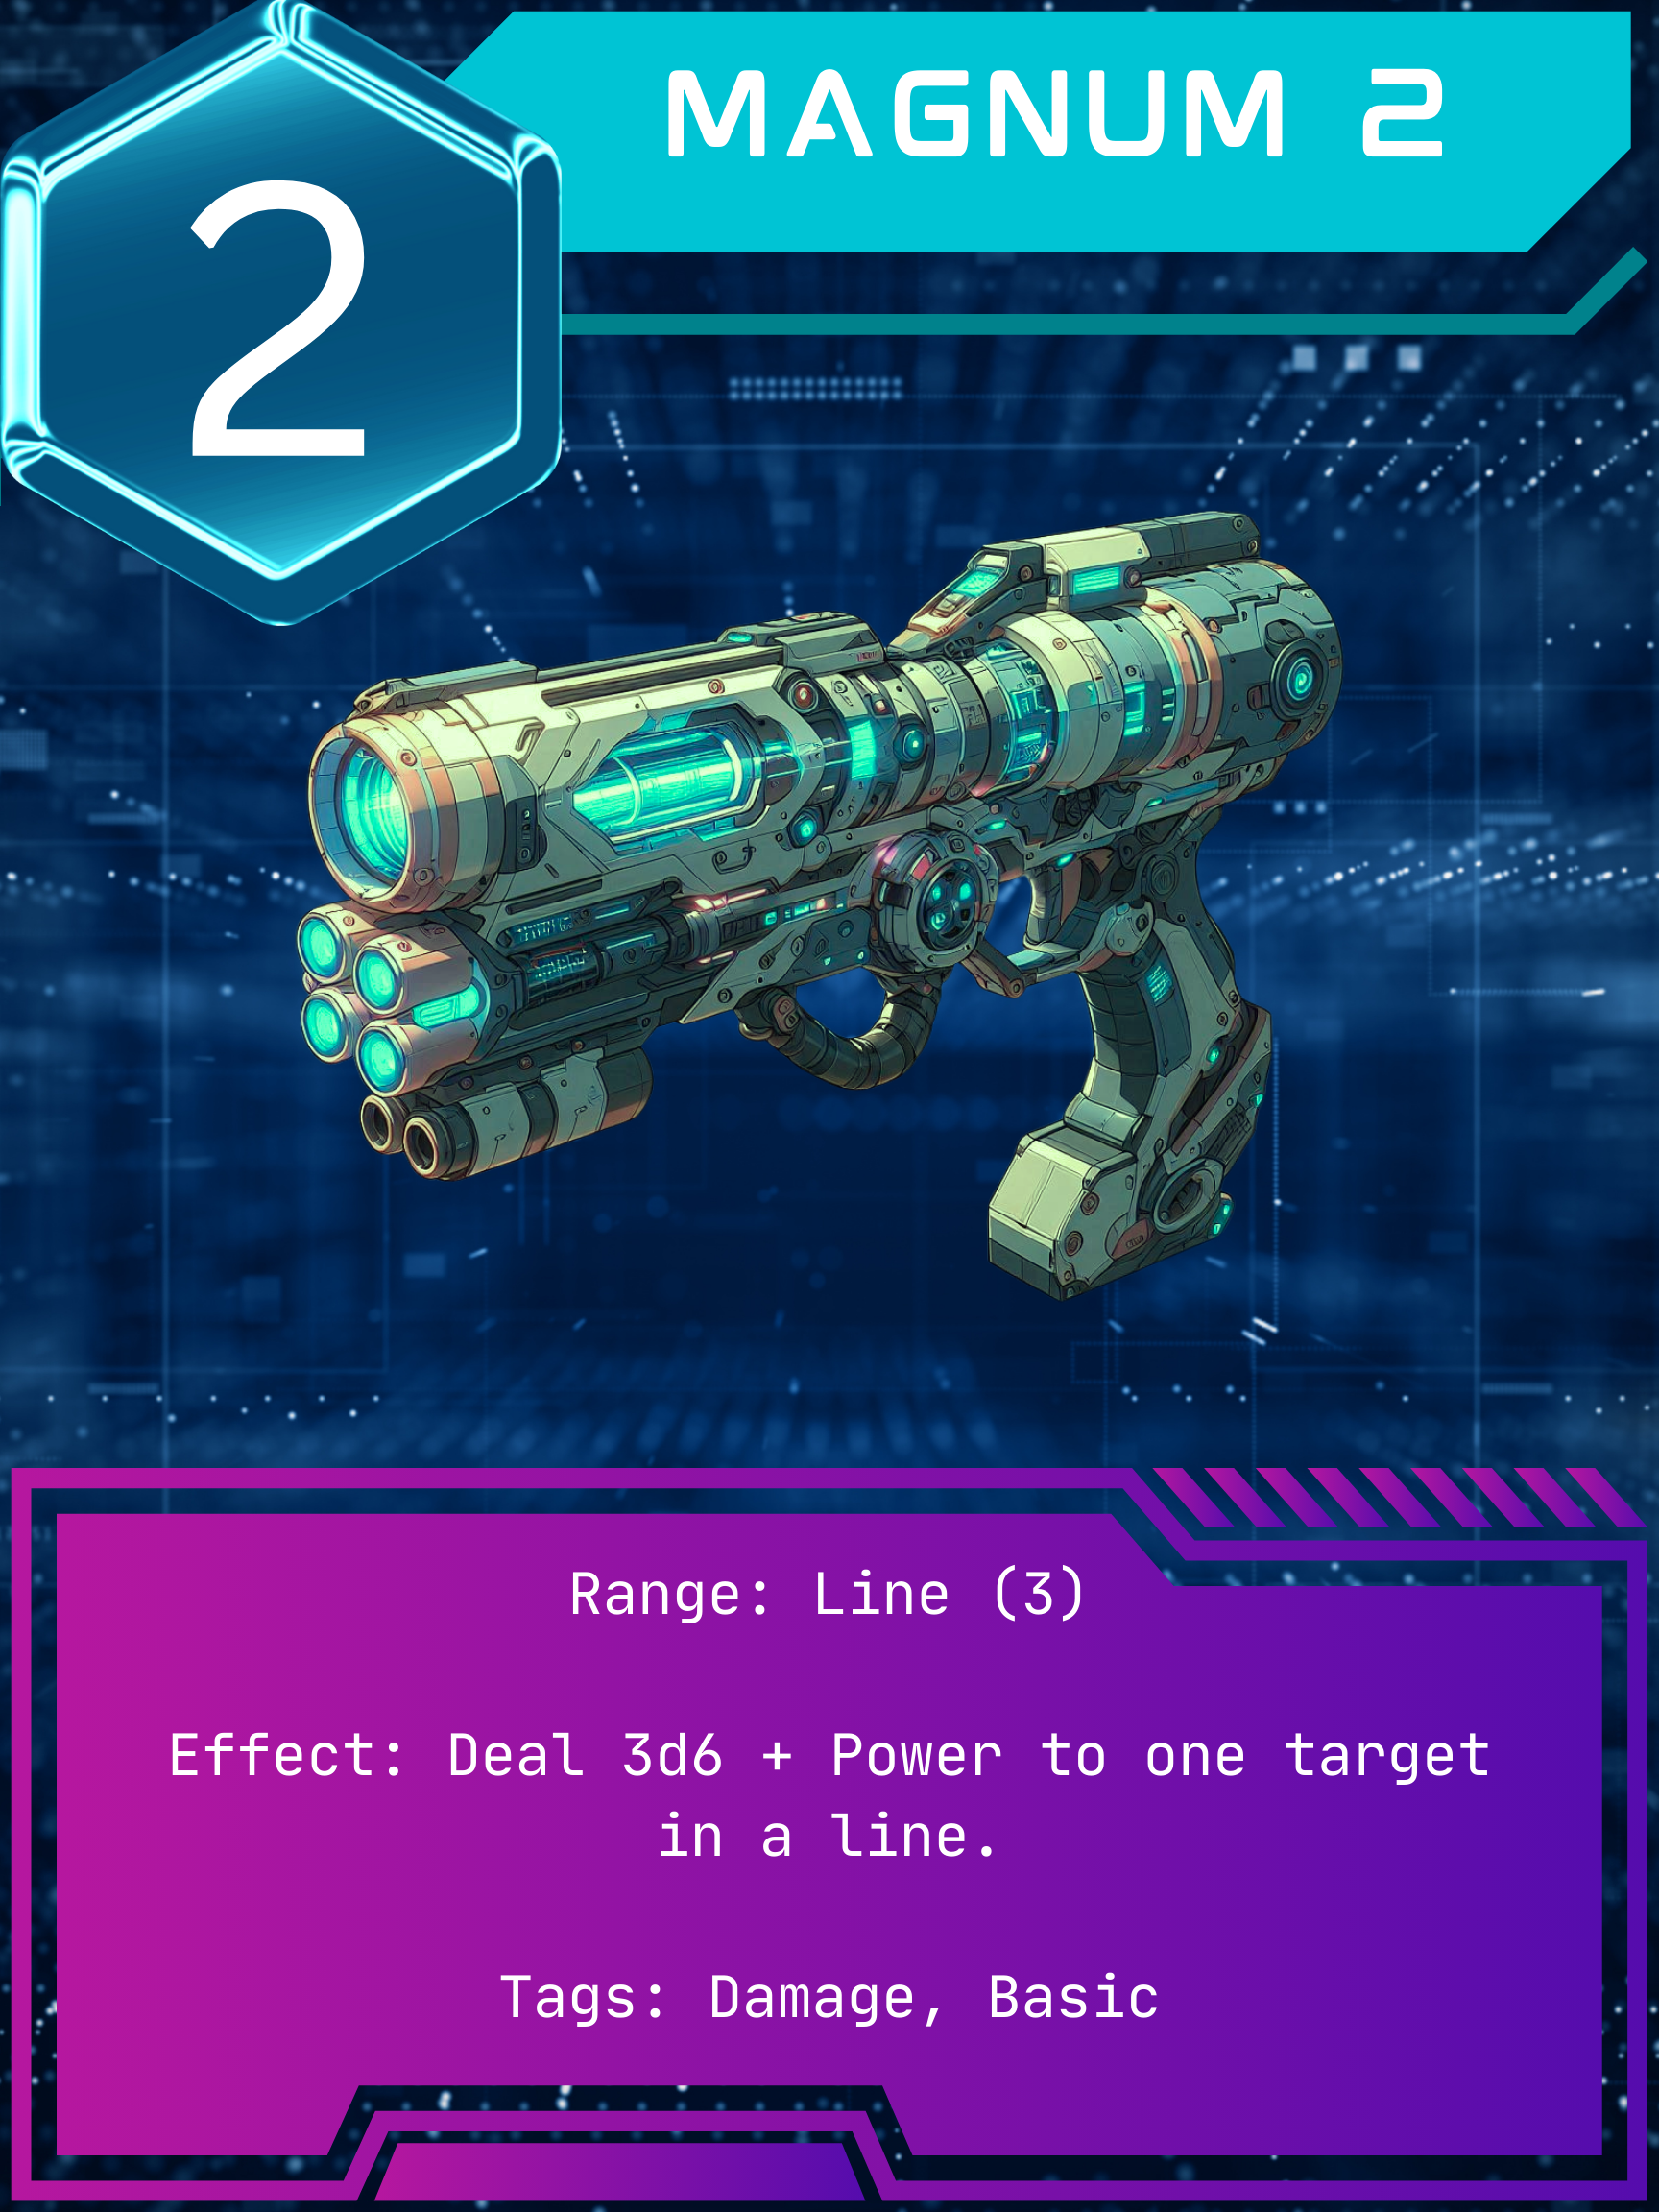 MAGNUM 2
2
Range: Line (3)
Effect: Deal 3d6 + Power to one target
in a line.
Tags: Damage, Basic